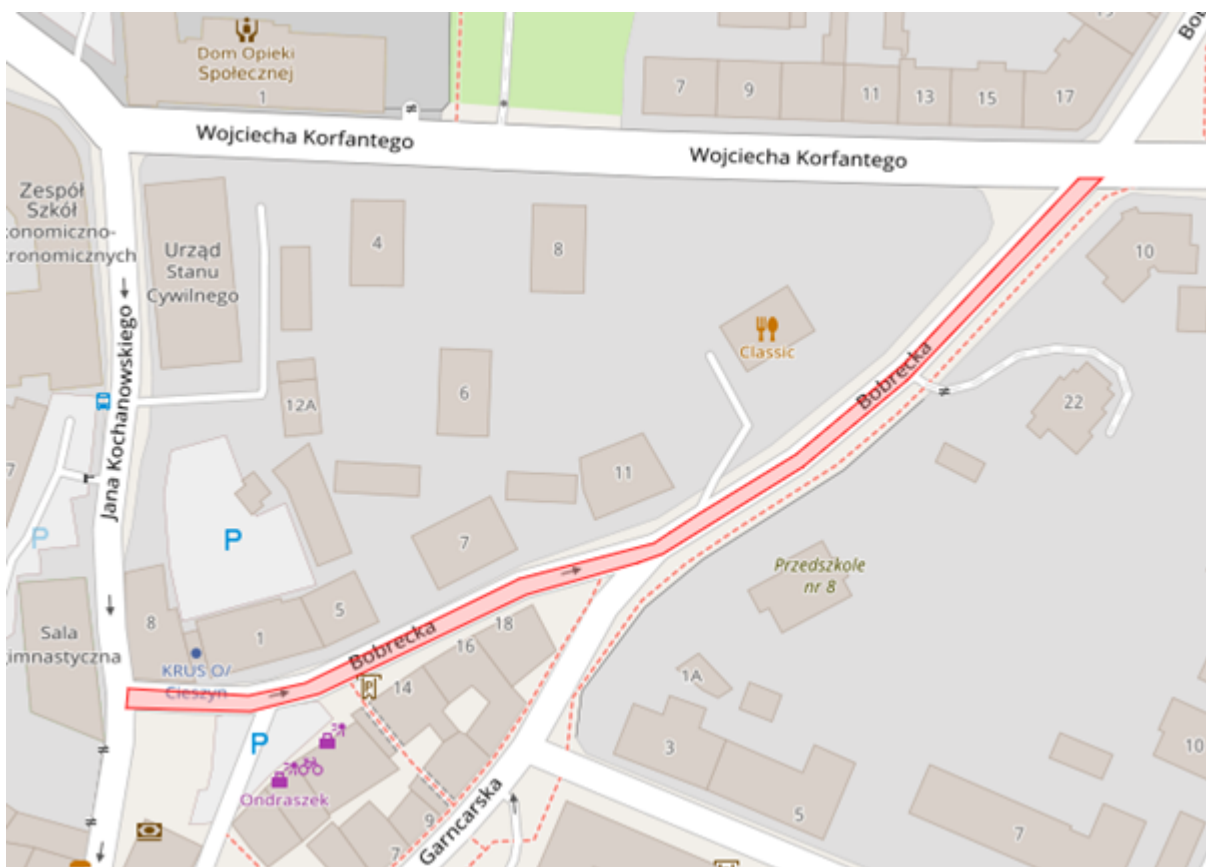 Dom Opieki
Społecznej
1
7
9
11
13
15
17
Bob
Wojciecha Korfantego
Wojciecha Korfantego
Zespół
Szkół
konomiczno-
tronomicznych
Urząd
Stanu
Cywilnego
4
8
10
Jana Kochanowskiego
Classic
Bobrecka
12A
6
22
11
7
P
P
7
Przedszkole
nr 8
Sala
imnastyczna
8
1
5
18
16
14
Bobrecka
KRUS O/
Cieszyn
P
1A
P
3
10
Ondraszek
9
7
Garncarska
5
7